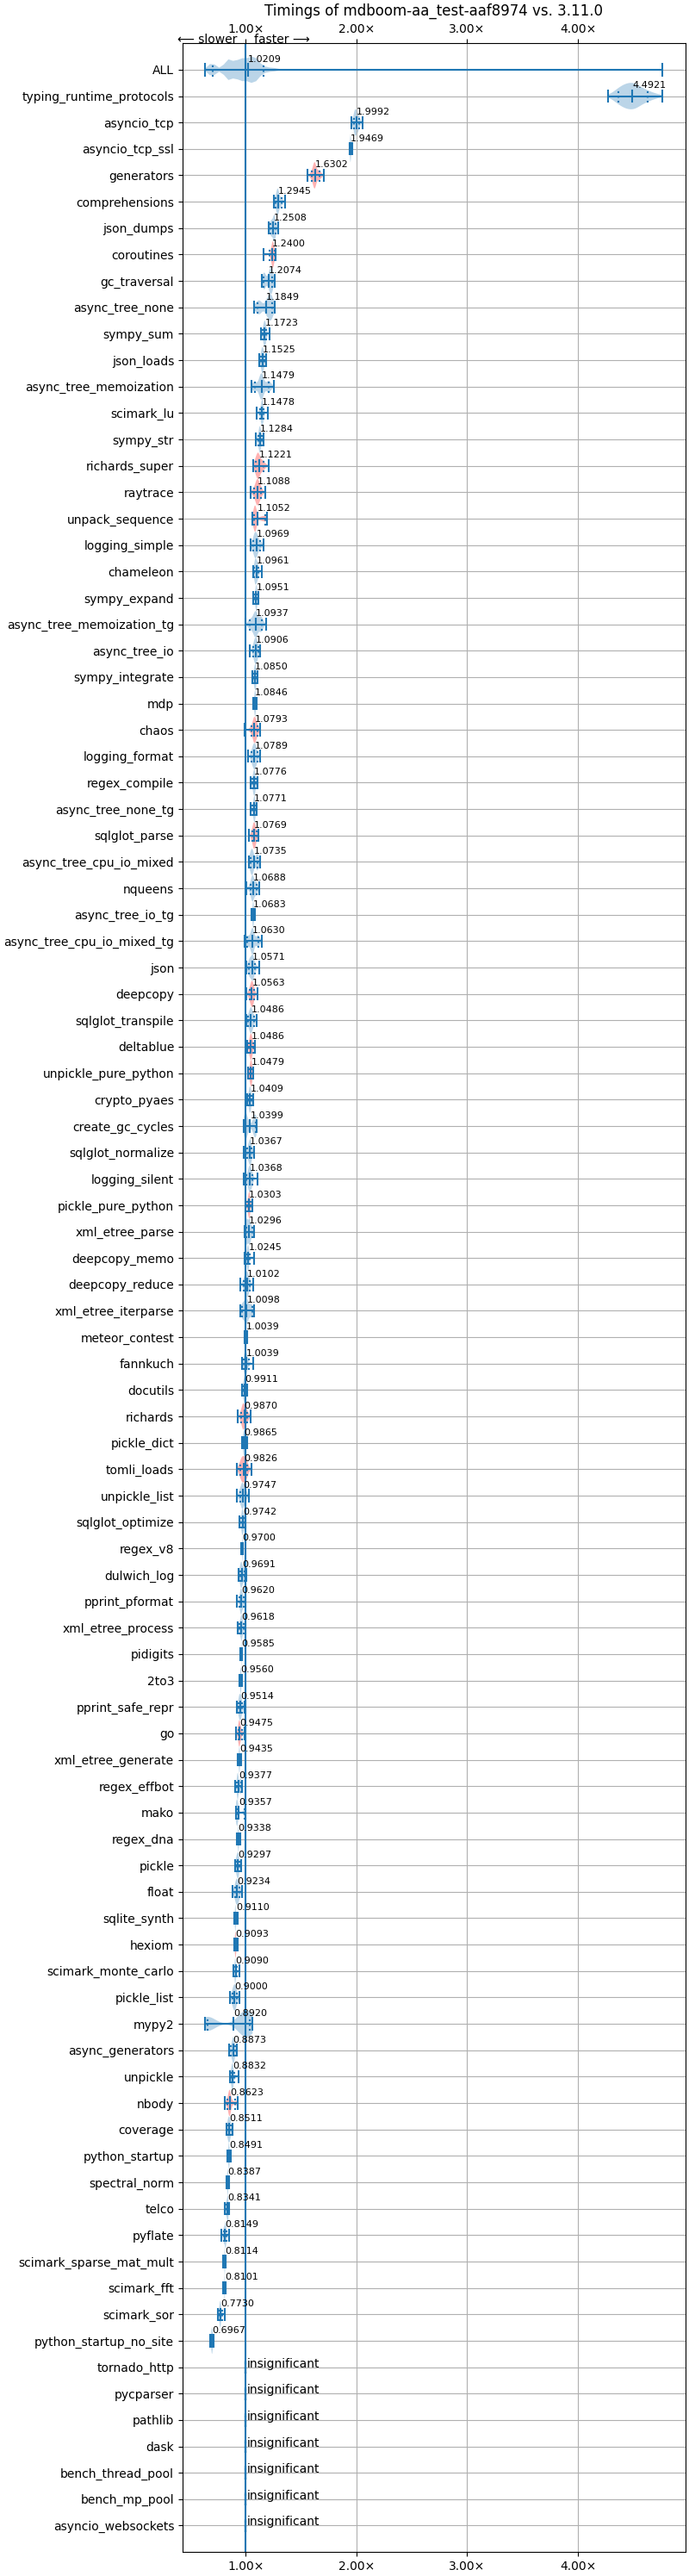 Timings of mdboom-aa_test-aaf8974 vs. 3.11.0
1.00× 2.00× 3.00× 4.00×
⟵ slower faster ⟶
ALL 1.0209
typing_runtime_protocols 4.4921
asyncio_tcp 1.9992
asyncio_tcp_ssl 1.9469
generators 1.6302
comprehensions 1.2945
json_dumps 1.2508
coroutines 1.2400
gc_traversal 1.2074
async_tree_none 1.1849
sympy_sum 1.1723
json_loads 1.1525
async_tree_memoization 1.1479
scimark_lu 1.1478
sympy_str 1.1284
richards_super 1.1221
raytrace 1.1088
unpack_sequence 1.1052
logging_simple 1.0969
chameleon 1.0961
sympy_expand 1.0951
async_tree_memoization_tg 1.0937
async_tree_io 1.0906
sympy_integrate 1.0850
mdp 1.0846
chaos 1.0793
logging_format 1.0789
regex_compile 1.0776
async_tree_none_tg 1.0771
sqlglot_parse 1.0769
async_tree_cpu_io_mixed 1.0735
nqueens 1.0688
async_tree_io_tg 1.0683
async_tree_cpu_io_mixed_tg 1.0630
json 1.0571
deepcopy 1.0563
sqlglot_transpile 1.0486
deltablue 1.0486
unpickle_pure_python 1.0479
crypto_pyaes 1.0409
create_gc_cycles 1.0399
sqlglot_normalize 1.0367
logging_silent 1.0368
pickle_pure_python 1.0303
xml_etree_parse 1.0296
deepcopy_memo 1.0245
deepcopy_reduce 1.0102
xml_etree_iterparse 1.0098
meteor_contest 1.0039
fannkuch 1.0039
docutils 0.9911
richards 0.9870
pickle_dict 0.9865
tomli_loads 0.9826
unpickle_list 0.9747
sqlglot_optimize 0.9742
regex_v8 0.9700
dulwich_log 0.9691
pprint_pformat 0.9620
xml_etree_process 0.9618
pidigits 0.9585
2to3 0.9560
pprint_safe_repr 0.9514
go 0.9475
xml_etree_generate 0.9435
regex_effbot 0.9377
mako 0.9357
regex_dna 0.9338
pickle 0.9297
float 0.9234
sqlite_synth 0.9110
hexiom 0.9093
scimark_monte_carlo 0.9090
pickle_list 0.9000
mypy2 0.8920
async_generators 0.8873
unpickle 0.8832
nbody 0.8623
coverage 0.8511
python_startup 0.8491
spectral_norm 0.8387
telco 0.8341
pyflate 0.8149
scimark_sparse_mat_mult 0.8114
scimark_fft 0.8101
scimark_sor 0.7730
python_startup_no_site 0.6967
tornado_http insignificant
pycparser insignificant
pathlib insignificant
dask insignificant
bench_thread_pool insignificant
bench_mp_pool insignificant
asyncio_websockets insignificant
1.00× 2.00× 3.00× 4.00×